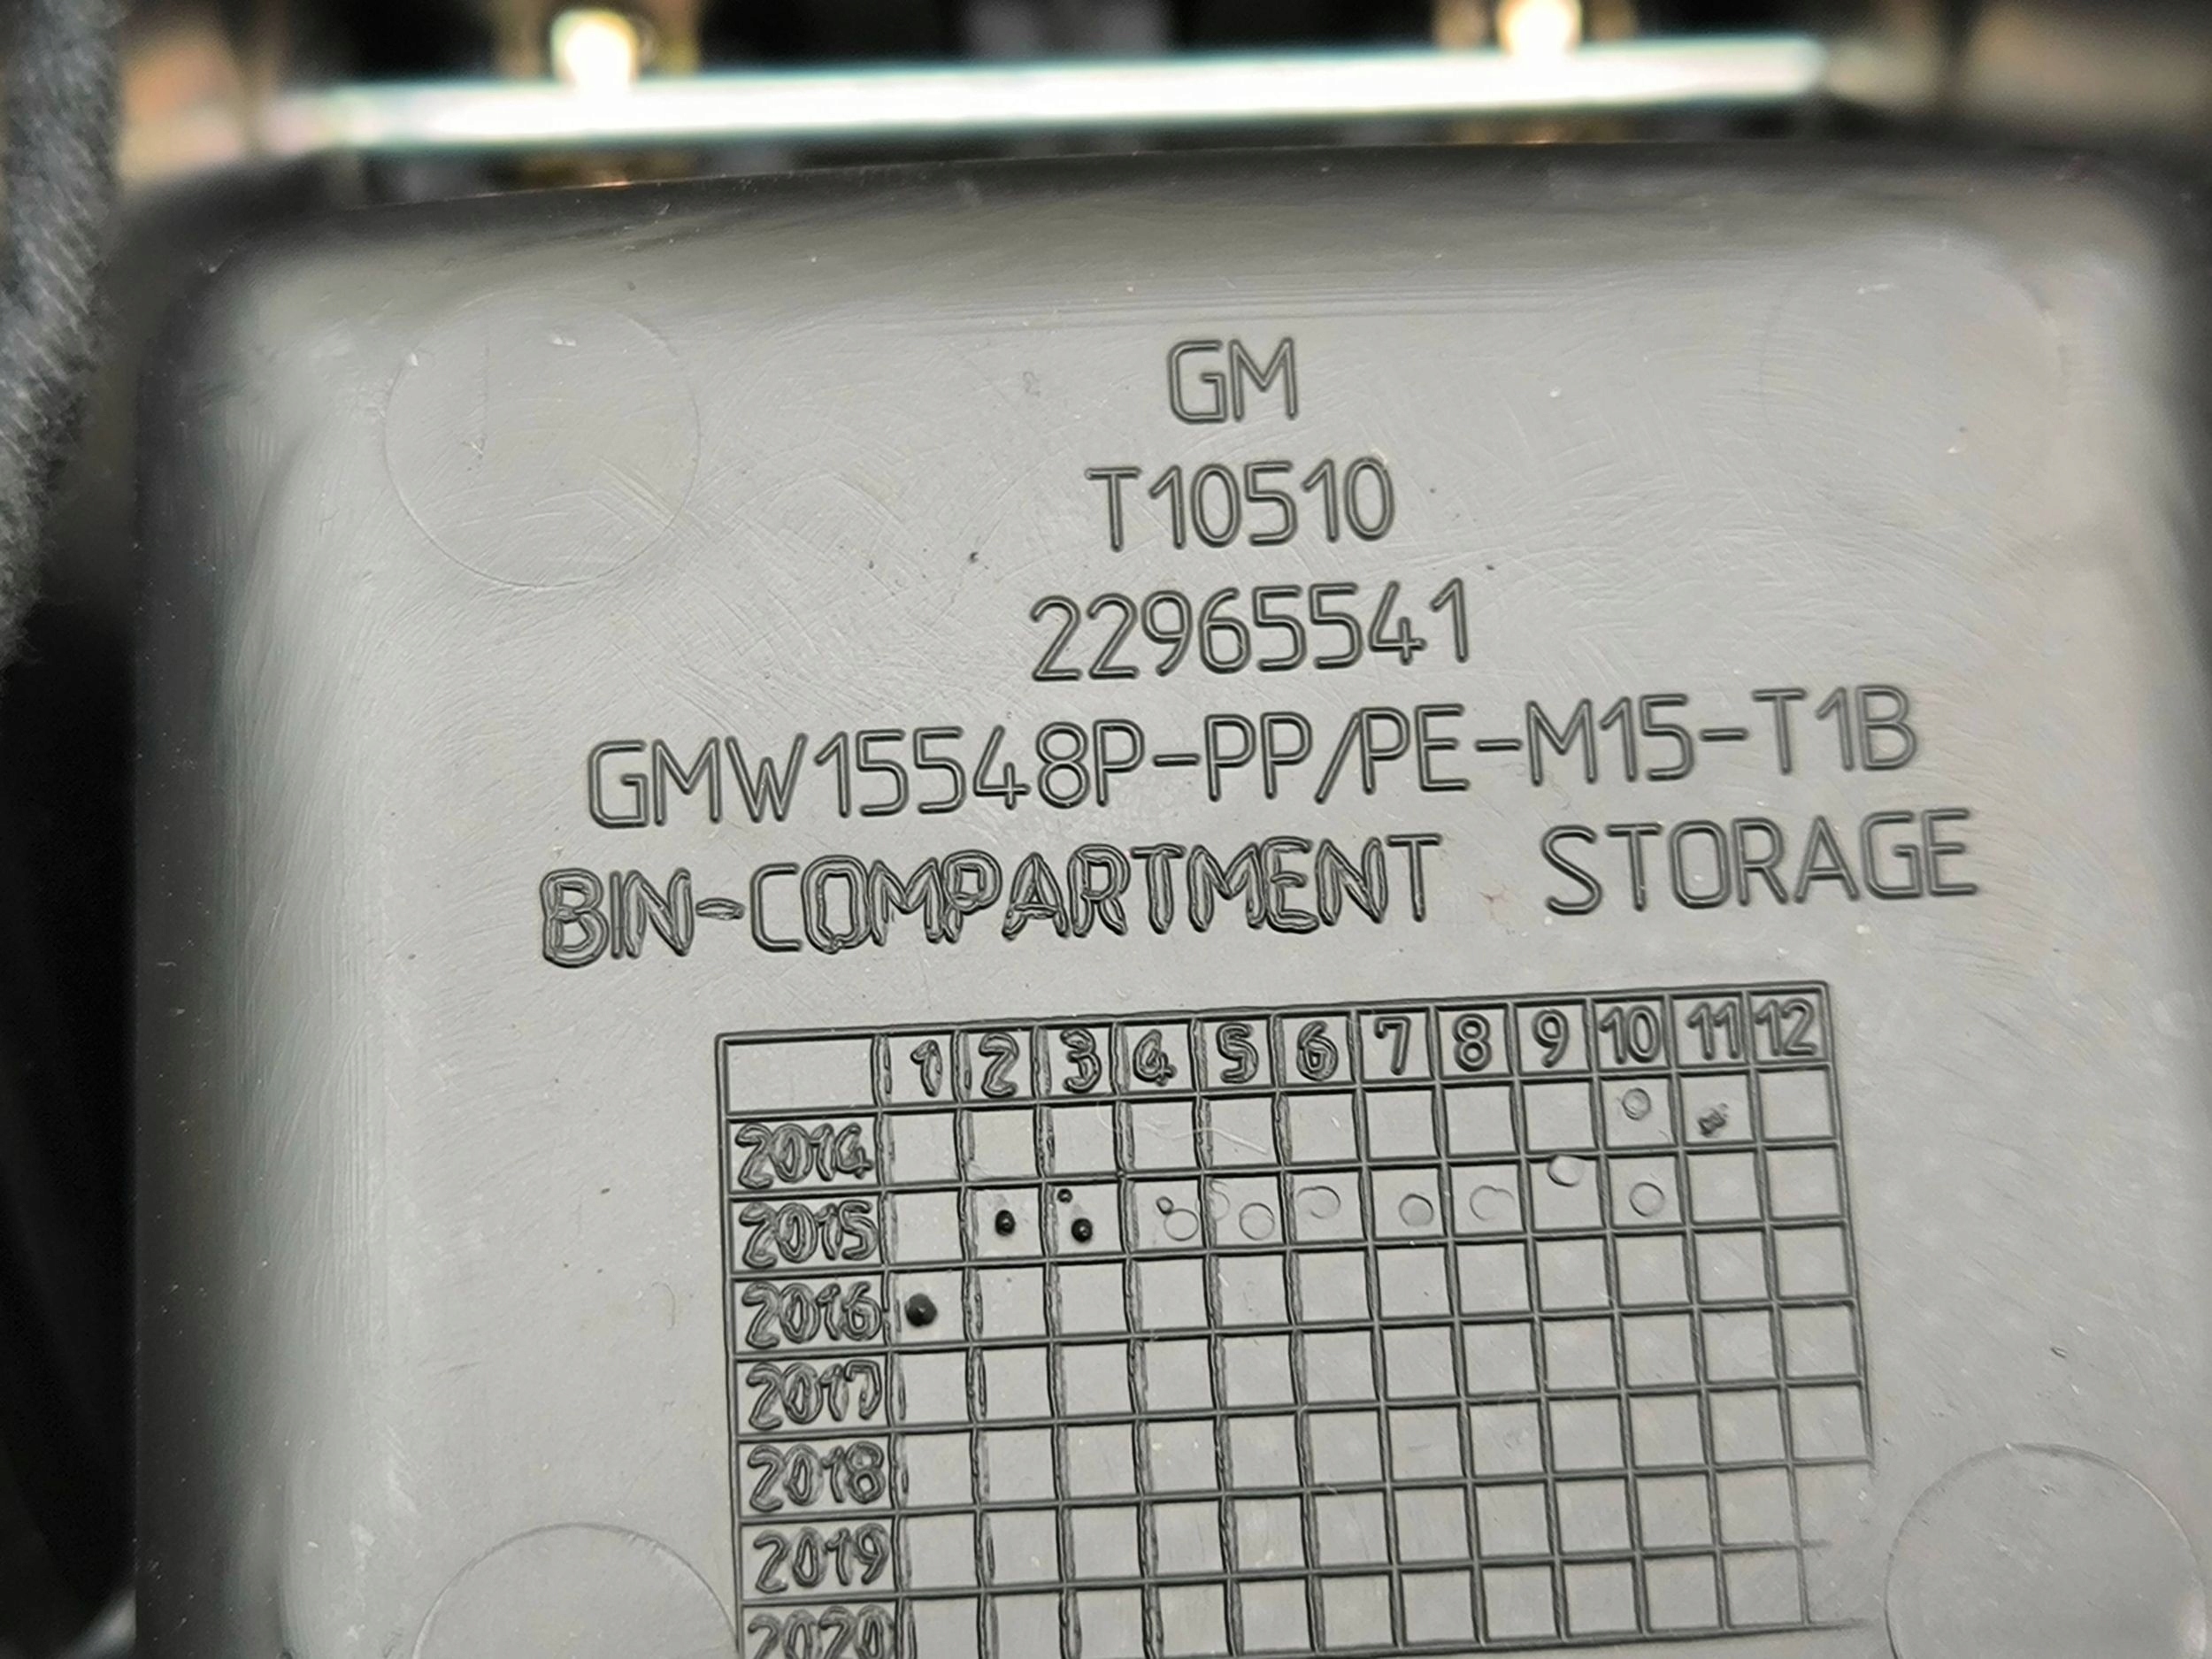 GM
T10510
22965541
GMW15548P-PP/PE-M15-T1B
BIN-COMPARTMENT STORAGE
1 2 3 4 5 6 7 8 9 10 11 12
2014
2015
2016
2017
2018
2019
2020